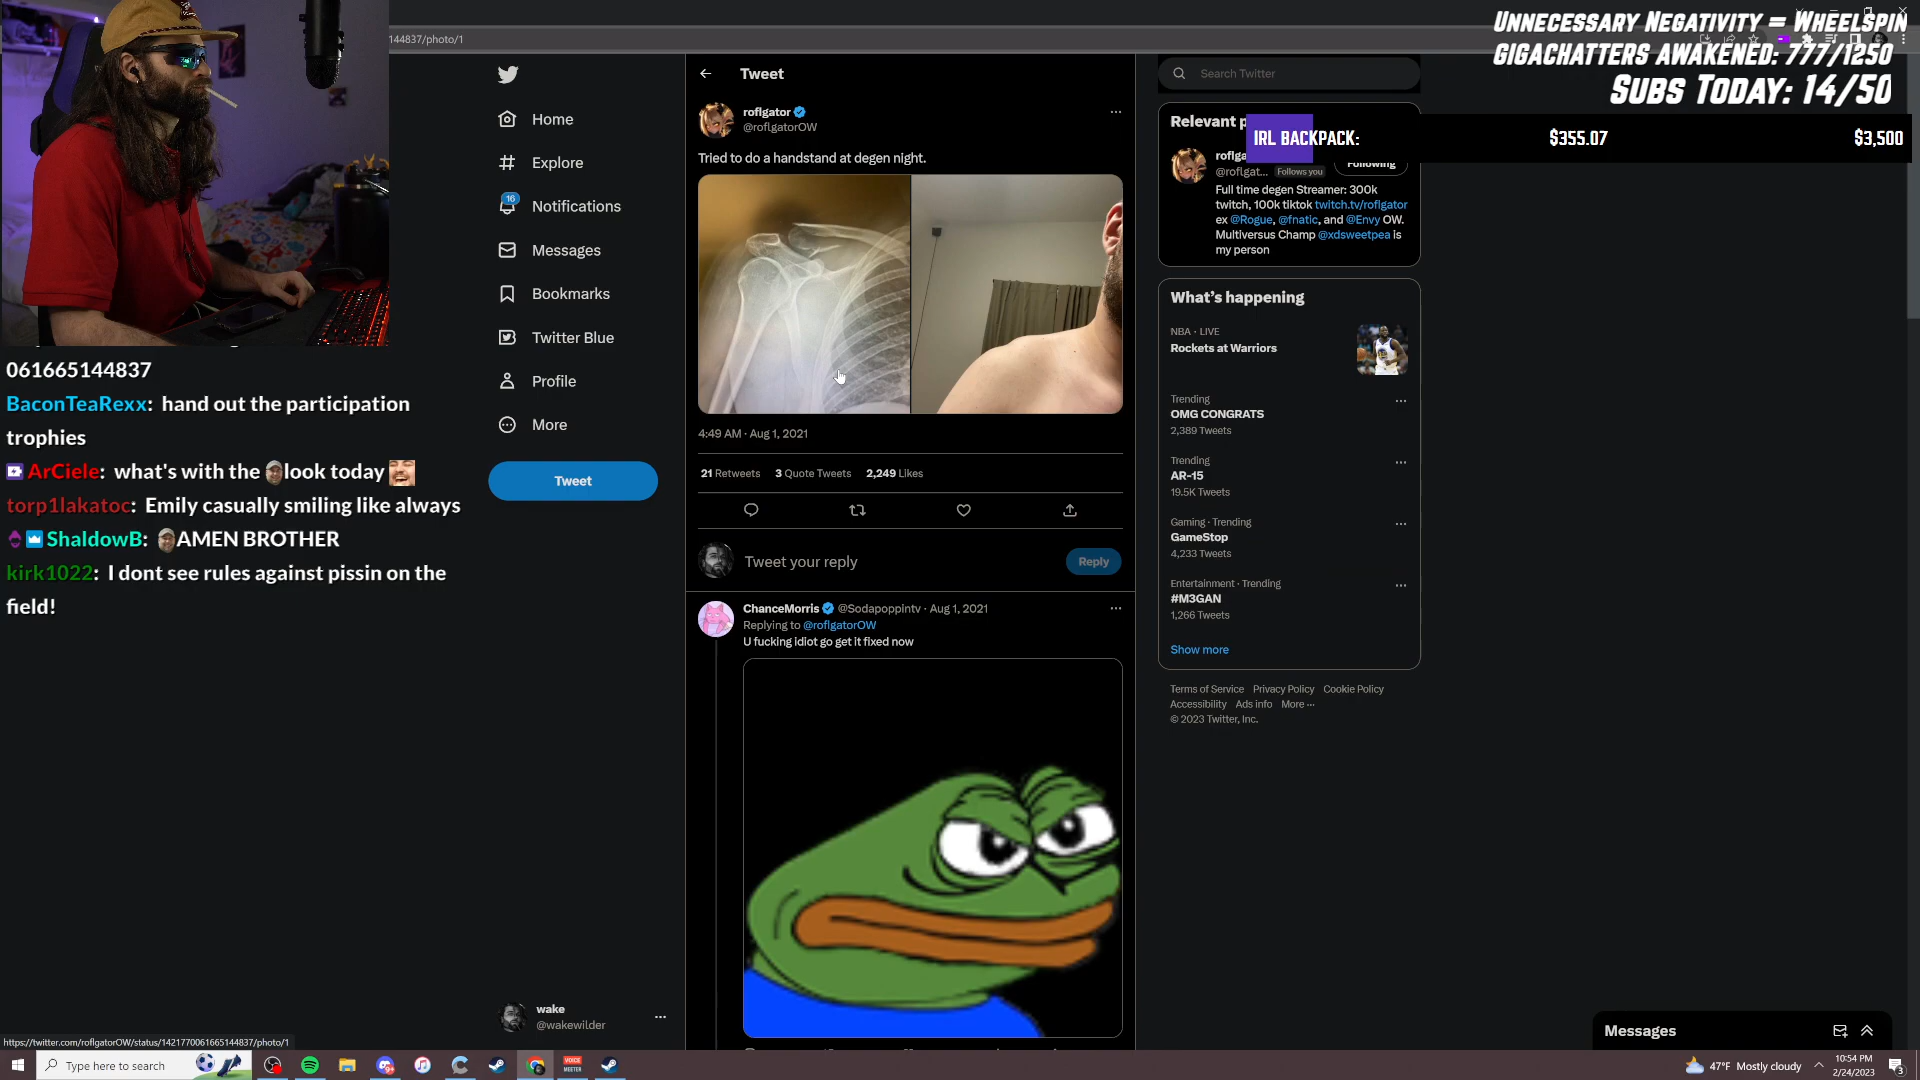 144837/photo/1
UNNECESSARY NEGATIVITY = WHEELSPIN
GIGACHATTERS AWAKENED: 777/1250
SUBS TODAY: 14/50
IRL BACKPACK: $355.07 $3,500
061665144837
BaconTeaRexx: hand out the participation
trophies
ArCiele: what's with the look today
torp1lakatoc: Emily casually smiling like always
ShaldowB: AMEN BROTHER
kirk1022: I dont see rules against pissin on the
field!
Home
Explore
16
Notifications
Messages
Bookmarks
Twitter Blue
Profile
More
Tweet
wake
@wakewilder
Tweet
roflgator
@roflgatorOW
Tried to do a handstand at degen night.
4:49 AM · Aug 1, 2021
21 Retweets 3 Quote Tweets 2,249 Likes
Tweet your reply
Reply
ChanceMorris @Sodapoppintv · Aug 1, 2021
Replying to @roflgatorOW
U fucking idiot go get it fixed now
Search Twitter
Relevant p
roflga
@roflgat... Follows you
Following
Full time degen Streamer: 300k
twitch, 100k tiktok twitch.tv/roflgator
ex @Rogue, @fnatic, and @Envy OW.
Multiversus Champ @xdsweetpea is
my person
What's happening
NBA · LIVE
Rockets at Warriors
Trending
OMG CONGRATS
2,389 Tweets
Trending
AR-15
19.5K Tweets
Gaming · Trending
GameStop
4,233 Tweets
Entertainment · Trending
#M3GAN
1,266 Tweets
Show more
Terms of Service Privacy Policy Cookie Policy
Accessibility Ads info More ···
© 2023 Twitter, Inc.
Messages
https://twitter.com/roflgatorOW/status/1421770061665144837/photo/1
Type here to search
VOICE
MEETER
47°F Mostly cloudy
10:54 PM
2/24/2023
3